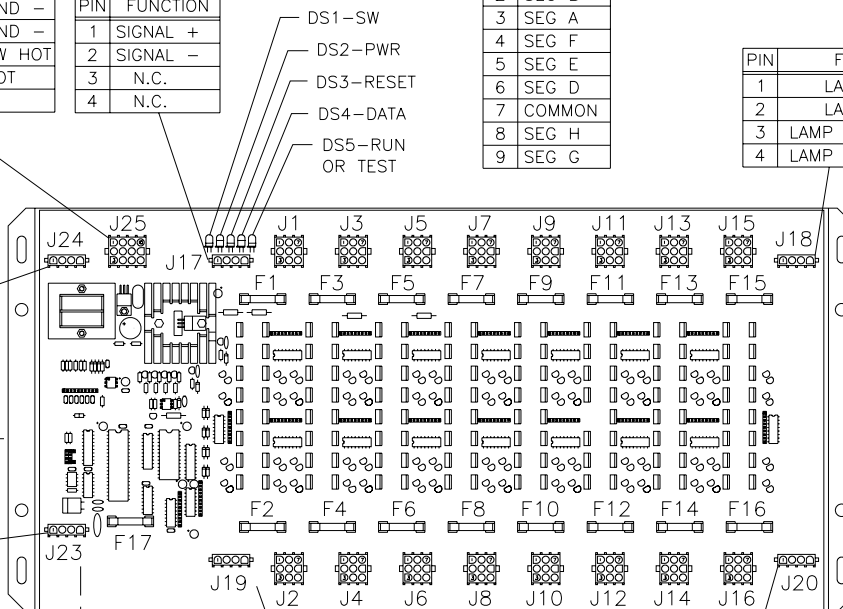 ND -
ND -
W HOT
OT
PIN FUNCTION
1 SIGNAL +
2 SIGNAL -
3 N.C.
4 N.C.
DS1-SW
DS2-PWR
DS3-RESET
DS4-DATA
DS5-RUN
OR TEST
3 SEG A
4 SEG F
5 SEG E
6 SEG D
7 COMMON
8 SEG H
9 SEG G
PIN F
1 LA
2 LA
3 LAMP
4 LAMP
J24 J25 J17 J1 J3 J5 J7 J9 J11 J13 J15 J18
F1 F3 F5 F7 F9 F11 F13 F15
F2 F4 F6 F8 F10 F12 F14 F16
J23 F17
J19 J2 J4 J6 J8 J10 J12 J14 J16 J20